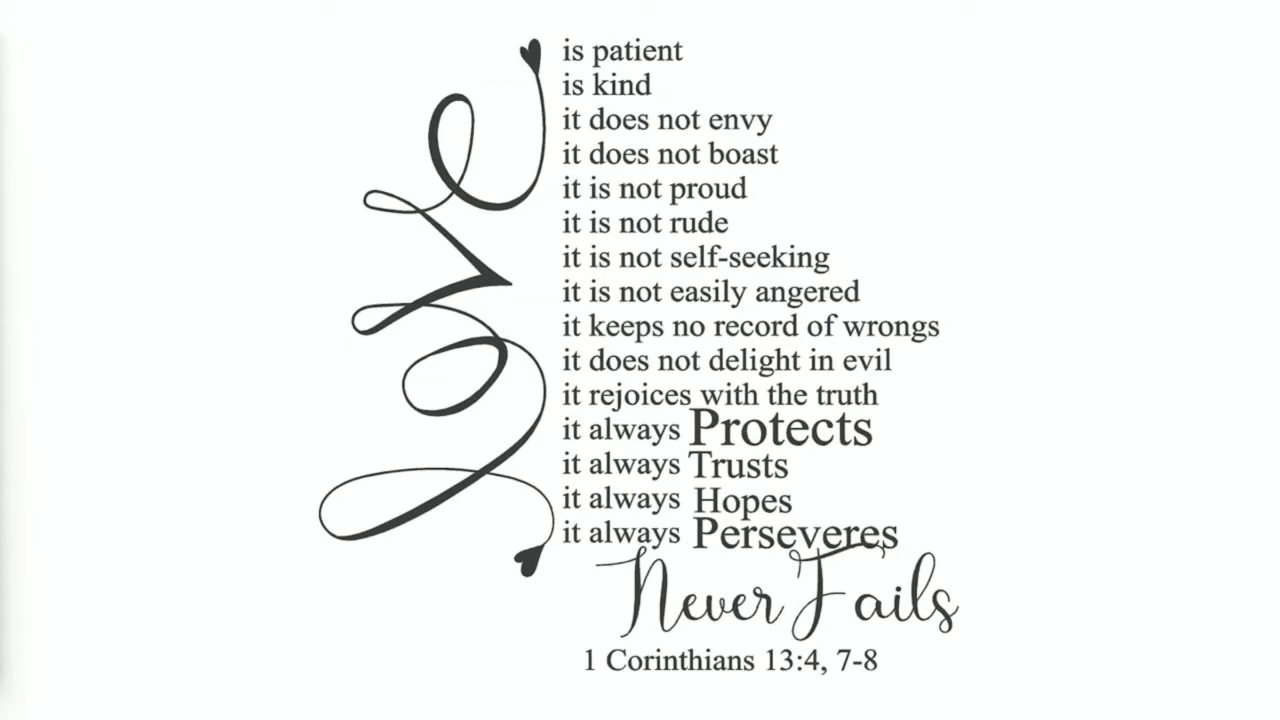 Love
is patient
is kind
it does not envy
it does not boast
it is not proud
it is not rude
it is not self-seeking
it is not easily angered
it keeps no record of wrongs
it does not delight in evil
it rejoices with the truth
it always Protects
it always Trusts
it always Hopes
it always Perseveres
Never Fails
1 Corinthians 13:4, 7-8